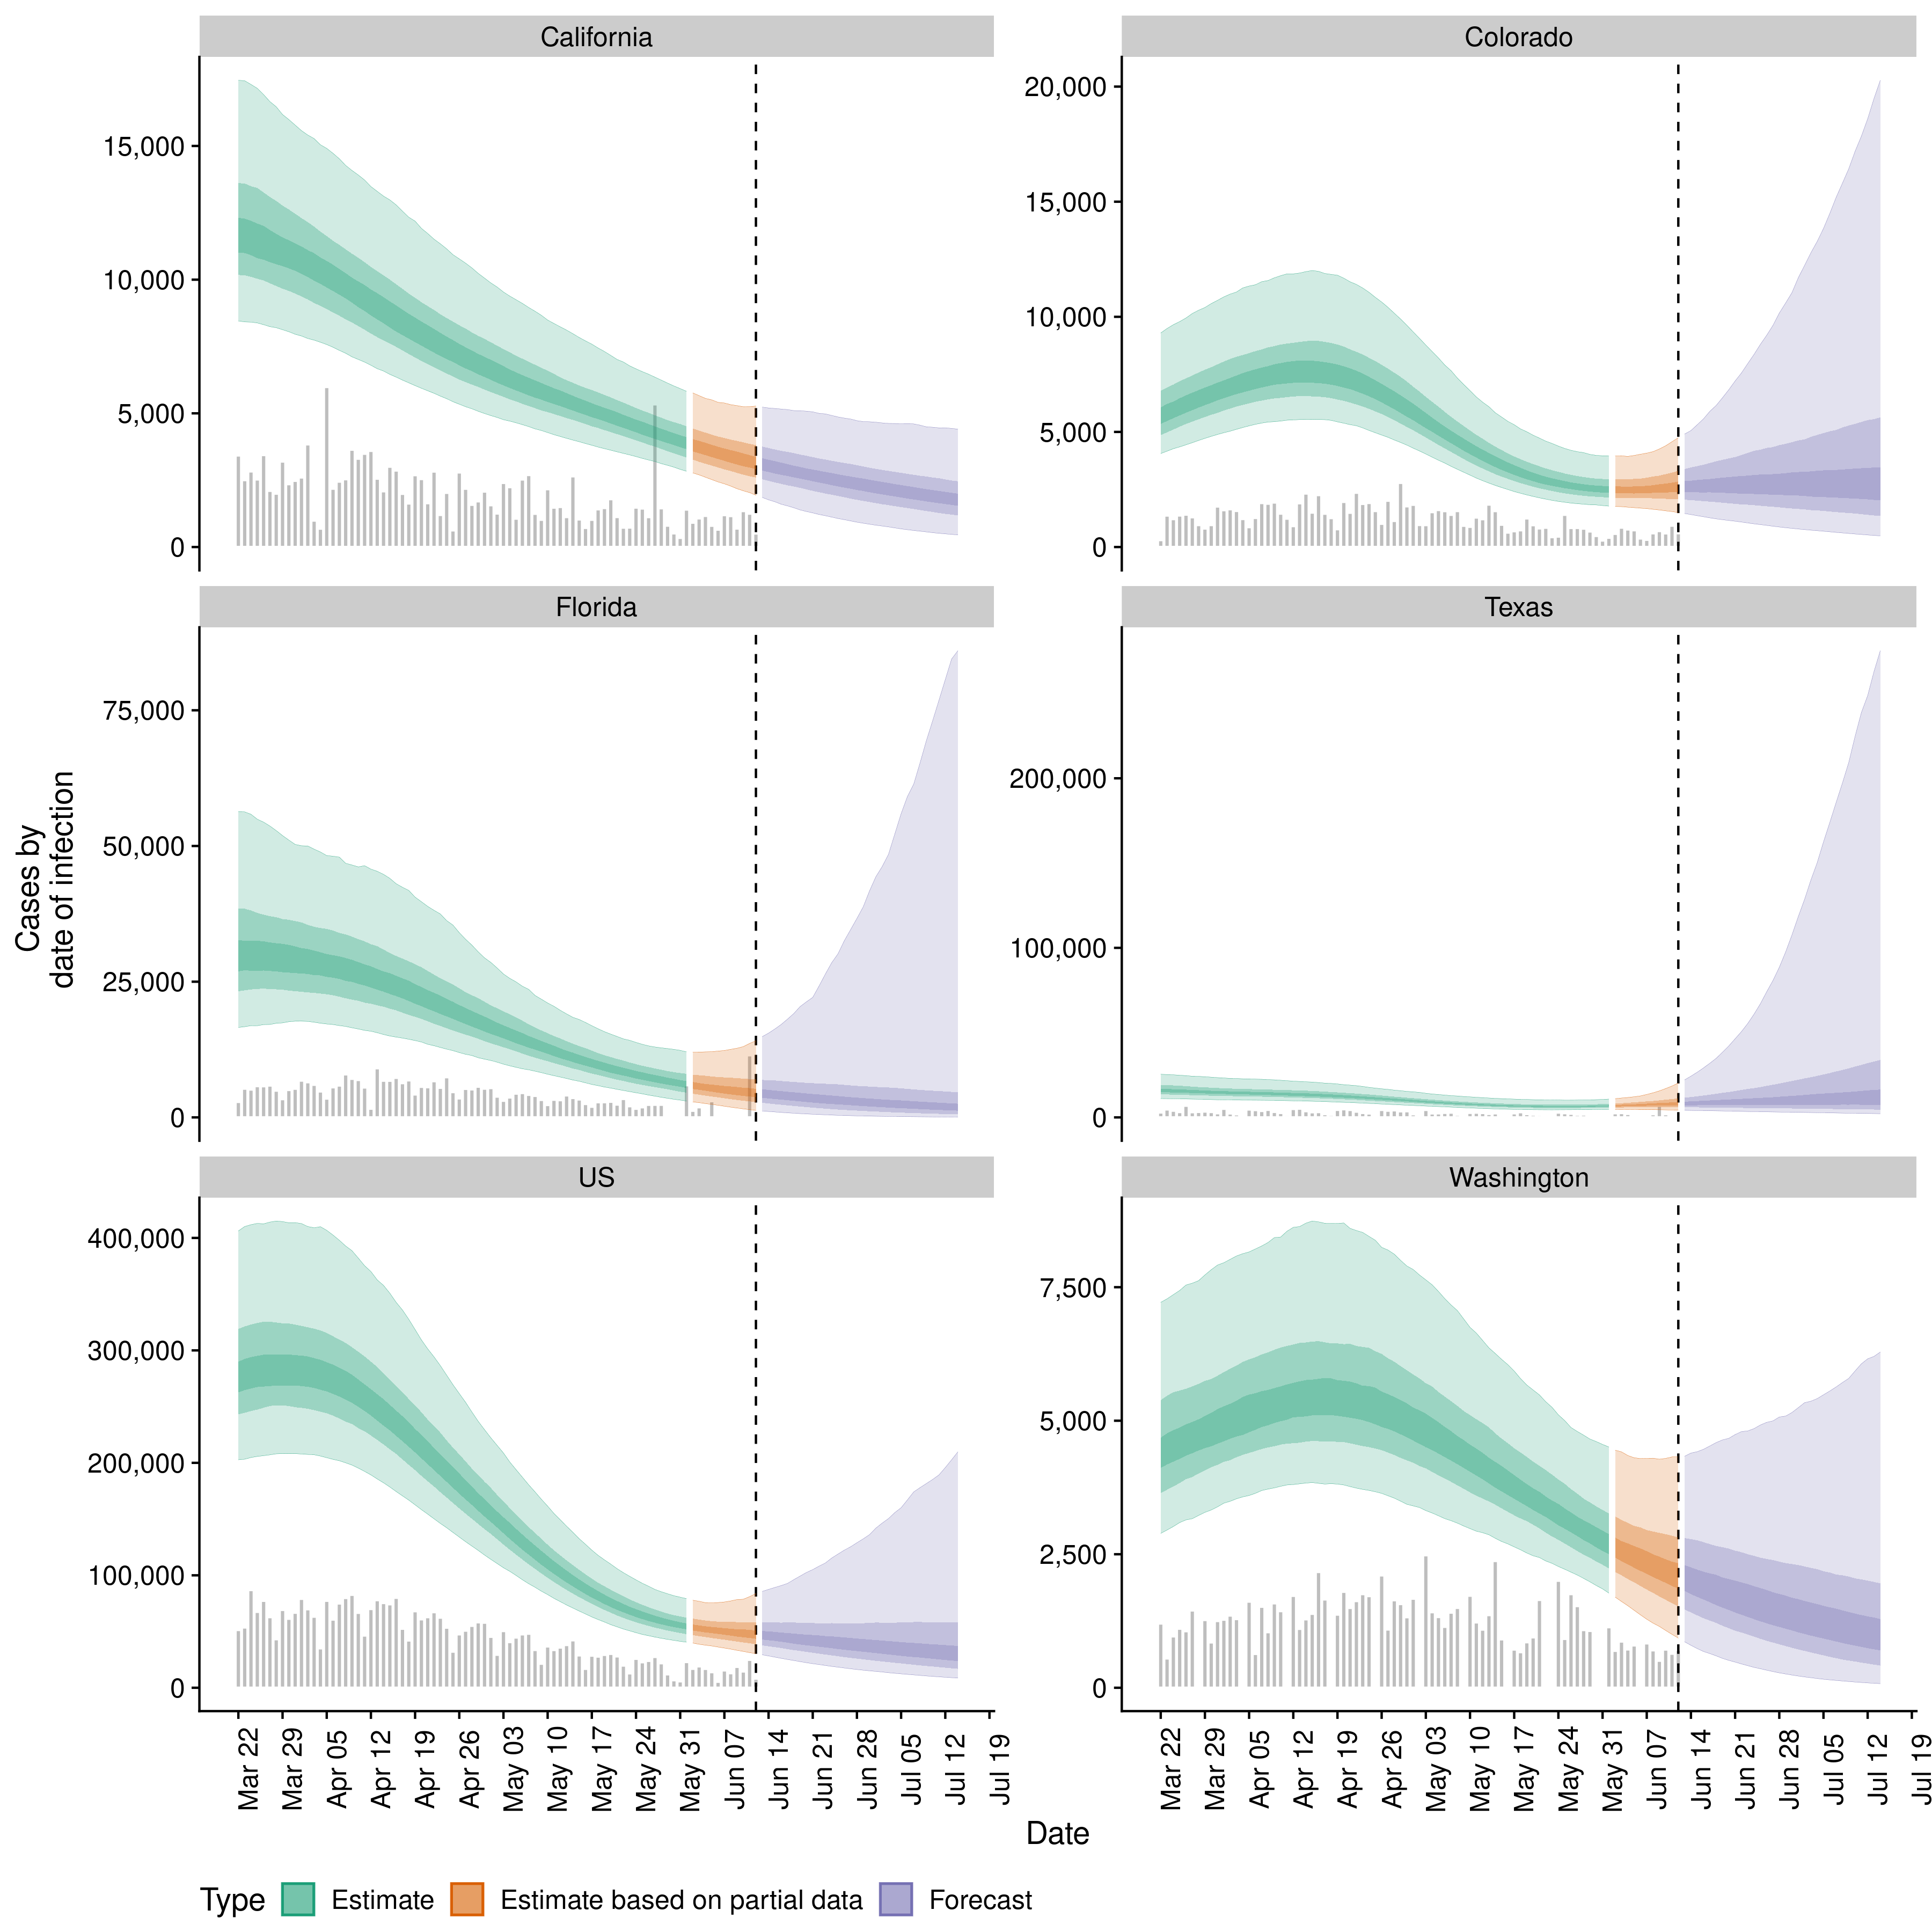 California
Colorado
15,000
10,000
5,000
0
20,000
15,000
10,000
5,000
0
Florida
Texas
75,000
50,000
25,000
0
200,000
100,000
0
Cases by
date of infection
US
Washington
400,000
300,000
200,000
100,000
0
7,500
5,000
2,500
0
Mar 22
Mar 29
Apr 05
Apr 12
Apr 19
Apr 26
May 03
May 10
May 17
May 24
May 31
Jun 07
Jun 14
Jun 21
Jun 28
Jul 05
Jul 12
Jul 19
Mar 22
Mar 29
Apr 05
Apr 12
Apr 19
Apr 26
May 03
May 10
May 17
May 24
May 31
Jun 07
Jun 14
Jun 21
Jun 28
Jul 05
Jul 12
Jul 19
Date
Type Estimate Estimate based on partial data Forecast